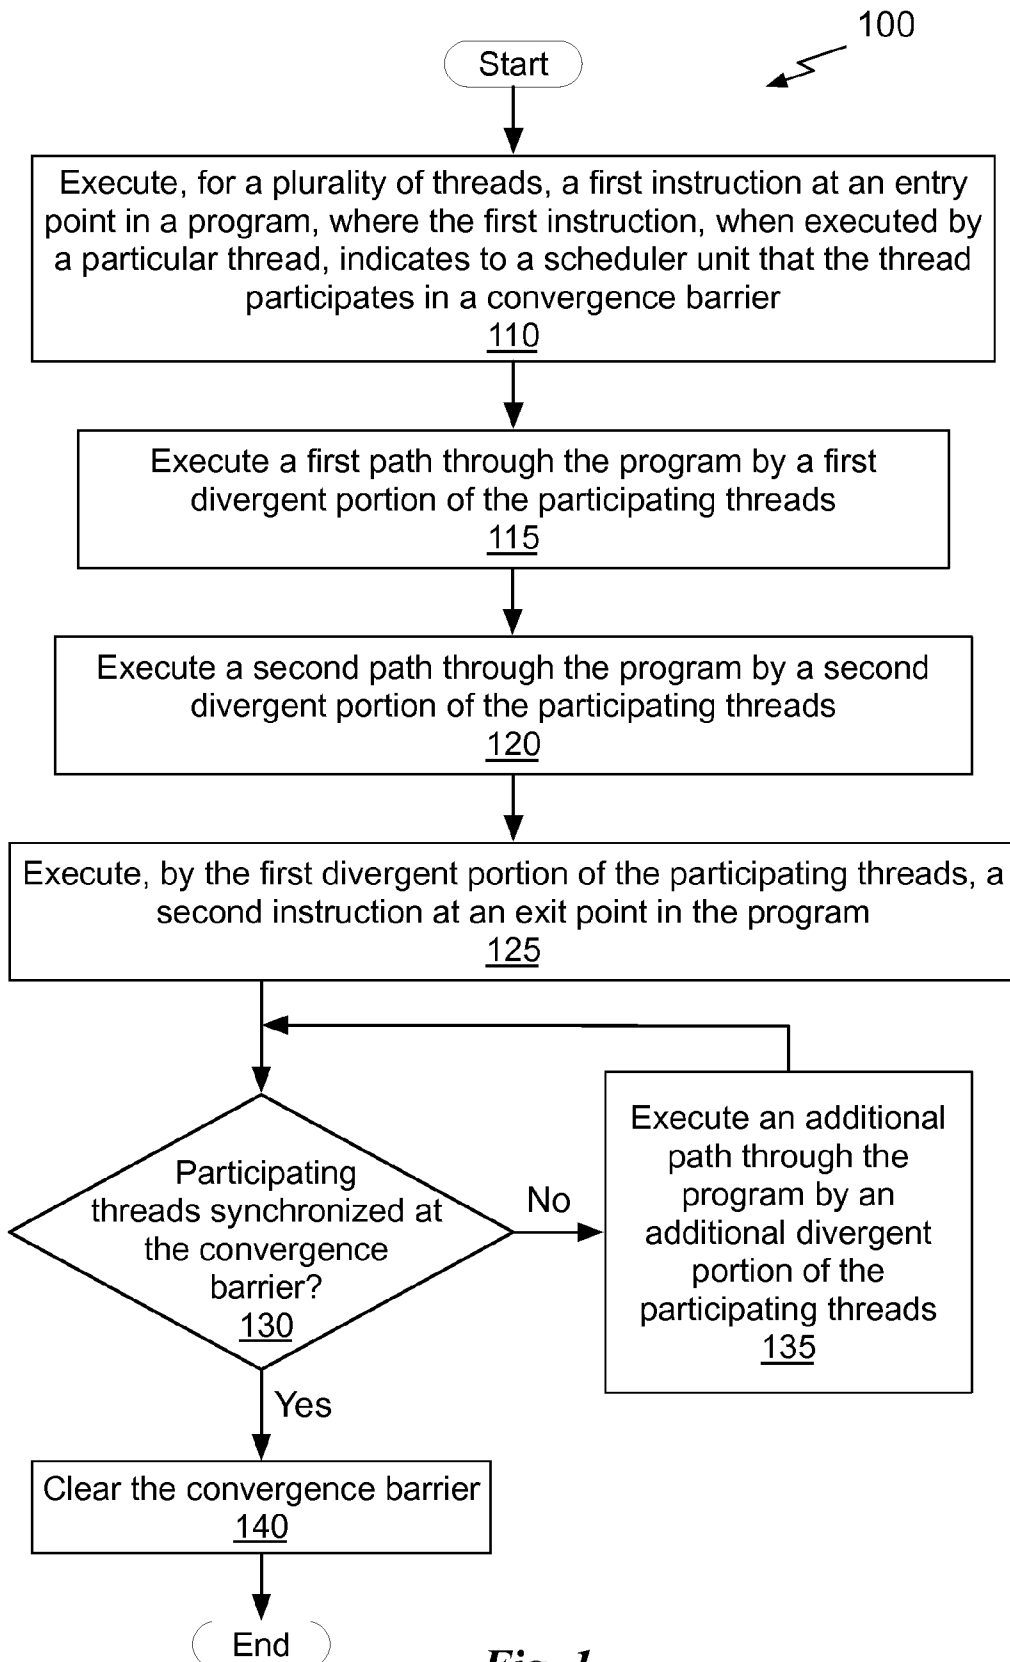 100
Start
Execute, for a plurality of threads, a first instruction at an entry
point in a program, where the first instruction, when executed by
a particular thread, indicates to a scheduler unit that the thread
participates in a convergence barrier
110
Execute a first path through the program by a first
divergent portion of the participating threads
115
Execute a second path through the program by a second
divergent portion of the participating threads
120
Execute, by the first divergent portion of the participating threads, a
second instruction at an exit point in the program
125
Participating
threads synchronized at
the convergence
barrier?
130
No
Execute an additional
path through the
program by an
additional divergent
portion of the
participating threads
135
Yes
Clear the convergence barrier
140
End
Fig. 1